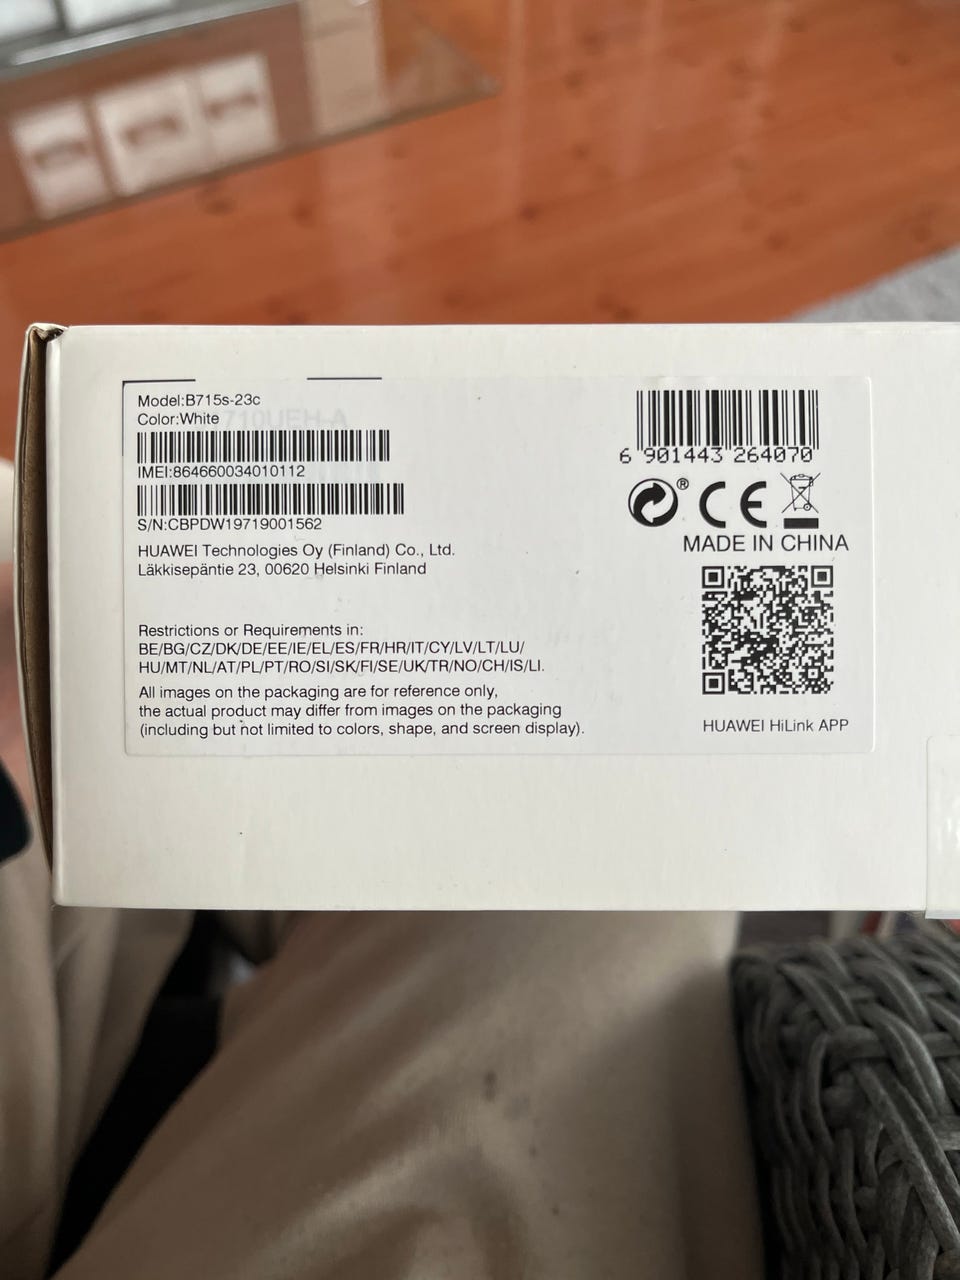 Model:B715s-23c
Color:White
IMEI:864660034010112
S/N:CBPDW19719001562
HUAWEI Technologies Oy (Finland) Co., Ltd.
Läkkisepäntie 23, 00620 Helsinki Finland
Restrictions or Requirements in:
BE/BG/CZ/DK/DE/EE/IE/EL/ES/FR/HR/IT/CY/LV/LT/LU/
HU/MT/NL/AT/PL/PT/RO/SI/SK/FI/SE/UK/TR/NO/CH/IS/LI.
All images on the packaging are for reference only,
the actual product may differ from images on the packaging
(including but not limited to colors, shape, and screen display).
6 901443 264070
® CE
MADE IN CHINA
HUAWEI HiLink APP